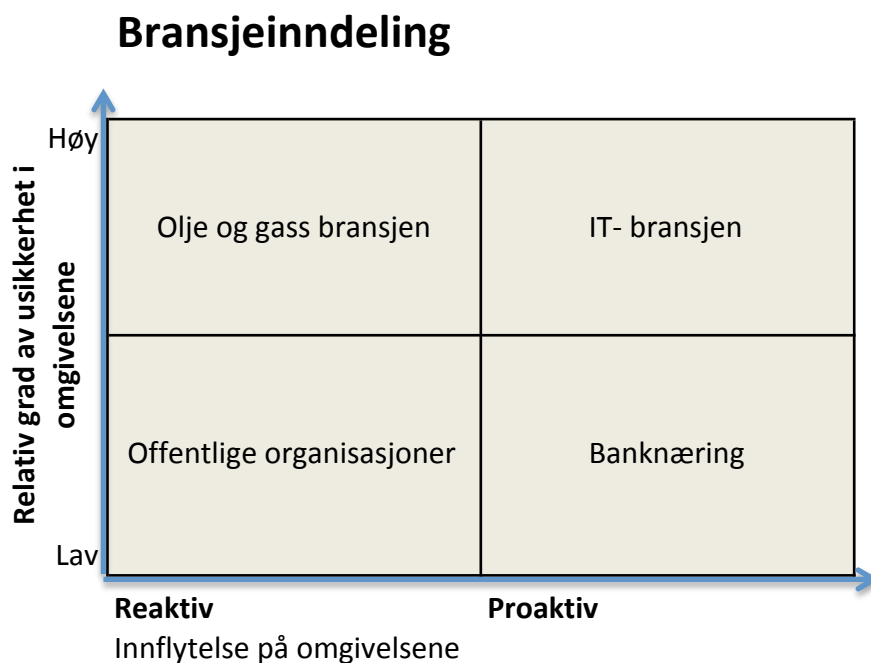 Bransjeinndeling
Høy
Relativ grad av usikkerhet i
omgivelsene
Olje og gass bransjen
IT- bransjen
Offentlige organisasjoner
Banknæring
Lav
Reaktiv
Proaktiv
Innflytelse på omgivelsene